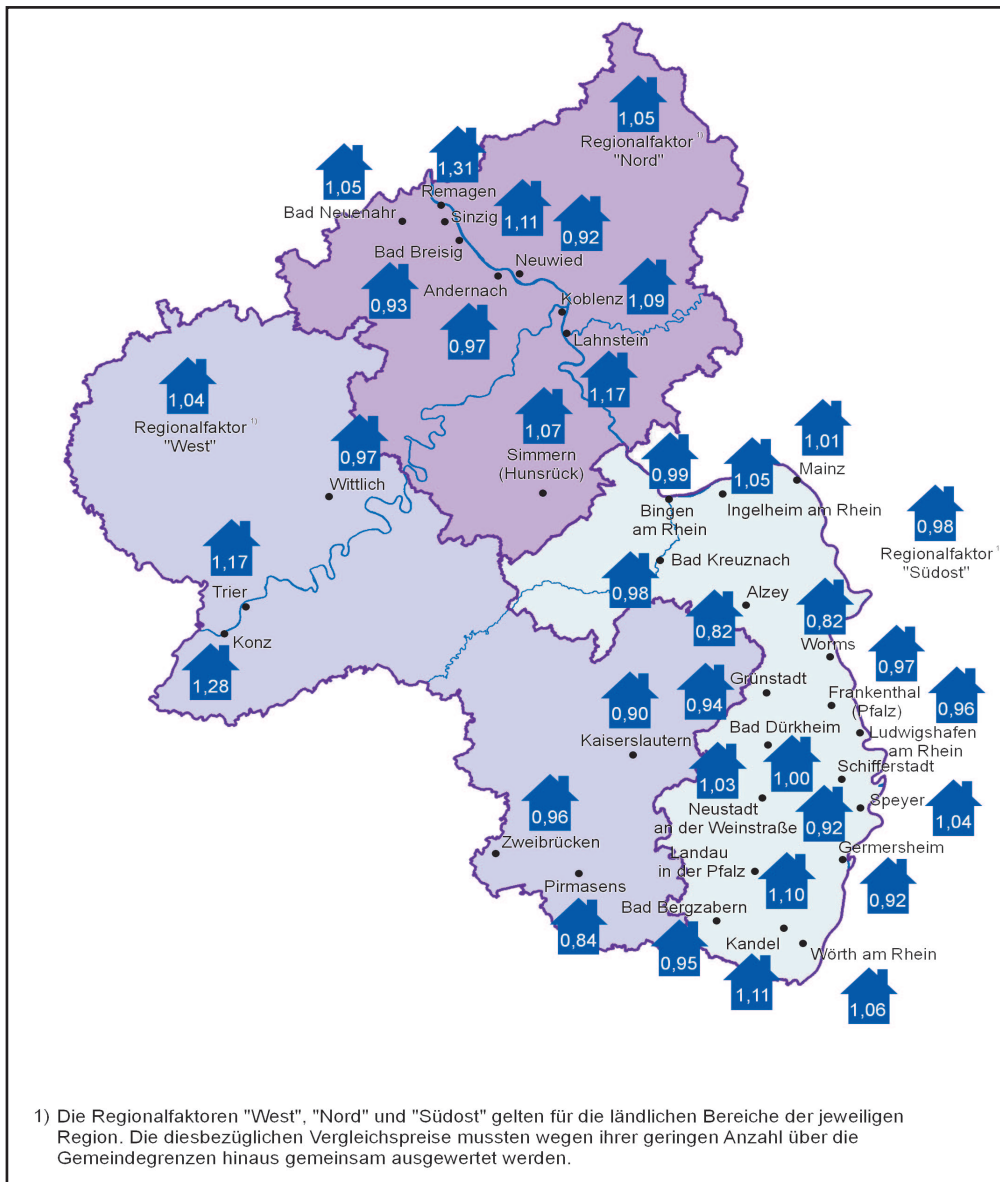 1,05
Regionalfaktor 1)
"Nord"
1,31
Remagen
1,05
Bad Neuenahr
Sinzig
1,11
0,92
Bad Breisig
Neuwied
0,93
Andernach
1,09
Koblenz
0,97
Lahnstein
1,04
Regionalfaktor 1)
"West"
1,17
1,07
Simmern
(Hunsrück)
0,97
Wittlich
0,99
Bingen
am Rhein
1,05
Ingelheim am Rhein
1,01
Mainz
0,98
Regionalfaktor 1
"Südost"
1,17
Trier
Bad Kreuznach
0,98
Alzey
0,82
0,82
Worms
Konz
1,28
0,90
Kaiserslautern
0,94
Grünstadt
0,97
Frankenthal
(Pfalz)
0,96
Ludwigshafen
am Rhein
Bad Dürkheim
1,00
1,03
Neustadt
an der Weinstraße
Schifferstadt
0,92
Speyer
1,04
0,96
Zweibrücken
Germersheim
0,92
Landau
in der Pfalz
1,10
Pirmasens
0,84
Bad Bergzabern
0,95
Kandel
1,11
Wörth am Rhein
1,06
1) Die Regionalfaktoren "West", "Nord" und "Südost" gelten für die ländlichen Bereiche der jeweiligen
Region. Die diesbezüglichen Vergleichspreise mussten wegen ihrer geringen Anzahl über die
Gemeindegrenzen hinaus gemeinsam ausgewertet werden.